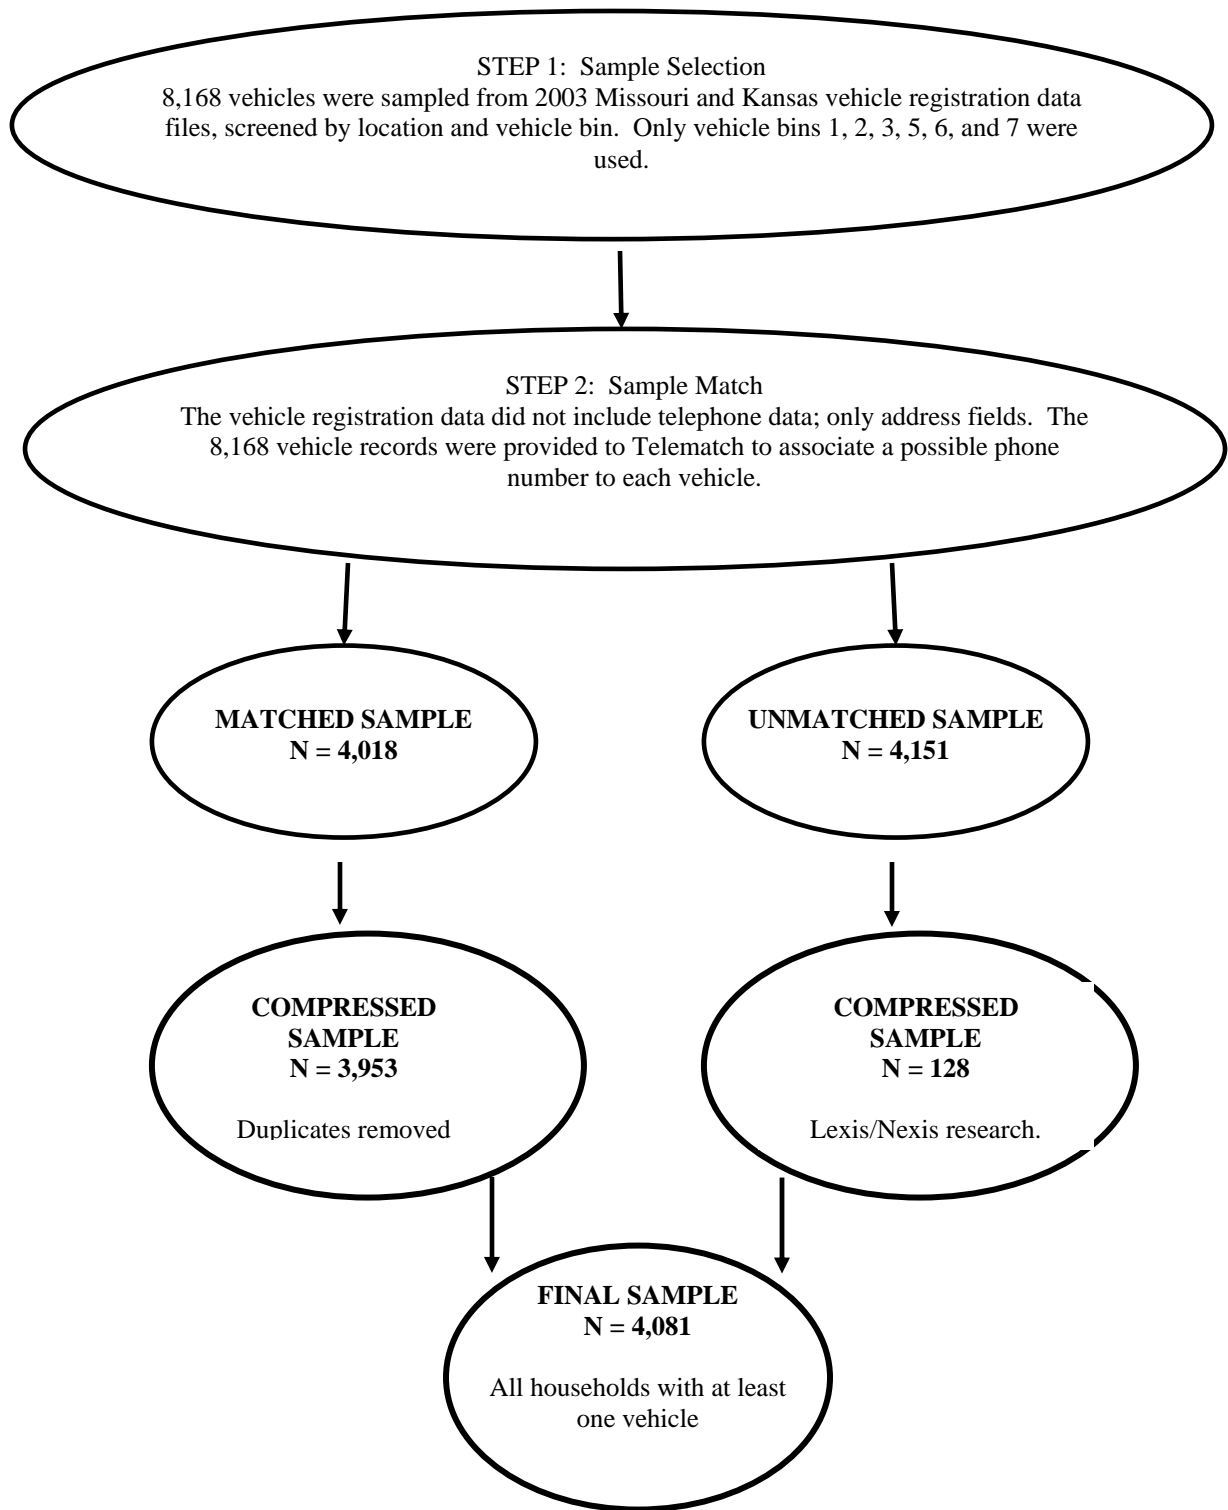 STEP 1:  Sample Selection
8,168 vehicles were sampled from 2003 Missouri and Kansas vehicle registration data
files, screened by location and vehicle bin.  Only vehicle bins 1, 2, 3, 5, 6, and 7 were
used.
STEP 2:  Sample Match
The vehicle registration data did not include telephone data; only address fields.  The
8,168 vehicle records were provided to Telematch to associate a possible phone
number to each vehicle.
MATCHED SAMPLE
N = 4,018
UNMATCHED SAMPLE
N = 4,151
COMPRESSED
SAMPLE
N = 3,953
Duplicates removed
COMPRESSED
SAMPLE
N = 128
Lexis/Nexis research.
FINAL SAMPLE
N = 4,081
All households with at least
one vehicle